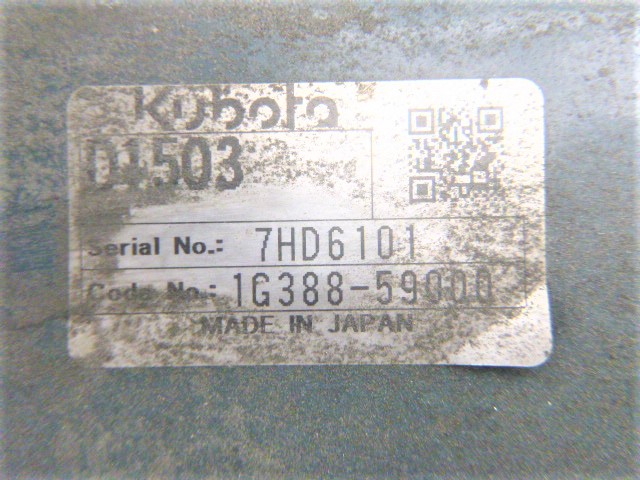 Kubota
D1503
Serial No.: 7HD6101
Code No.: 1G388-59000
MADE IN JAPAN